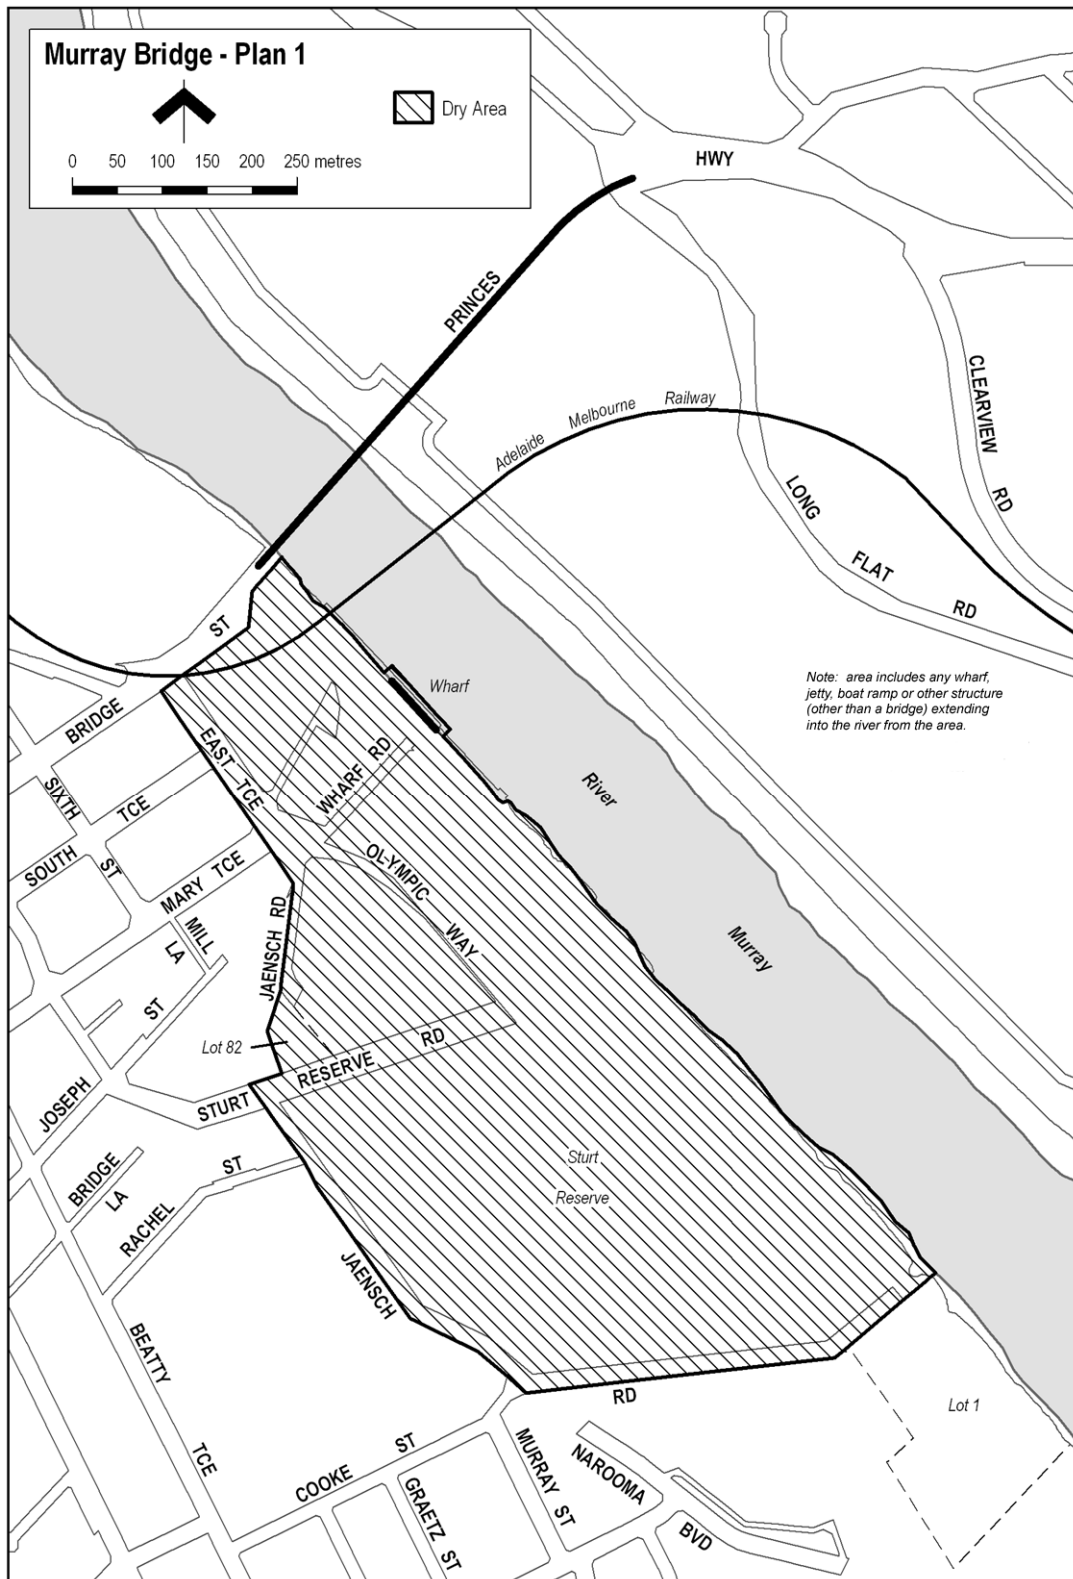 Murray Bridge - Plan 1
Dry Area
0 50 100 150 200 250 metres
HWY
PRINCES
CLEARVIEW
RD
Adelaide Melbourne Railway
LONG
FLAT
RD
ST
BRIDGE
Wharf
Note: area includes any wharf,
jetty, boat ramp or other structure
(other than a bridge) extending
into the river from the area.
EAST TCE
WHARF RD
SIXTH
ST
SOUTH
TCE
River
OLYMPIC
WAY
MARY TCE
MILL
LA
JAENSCH RD
Murray
ST
JOSEPH
Lot 82
RESERVE
RD
STURT
BRIDGE
LA
RACHEL
ST
Sturt
Reserve
JAENSCH
RD
BEATTY
TCE
Lot 1
COOKE
ST
GRAETZ ST
MURRAY ST
NAROOMA
BVD